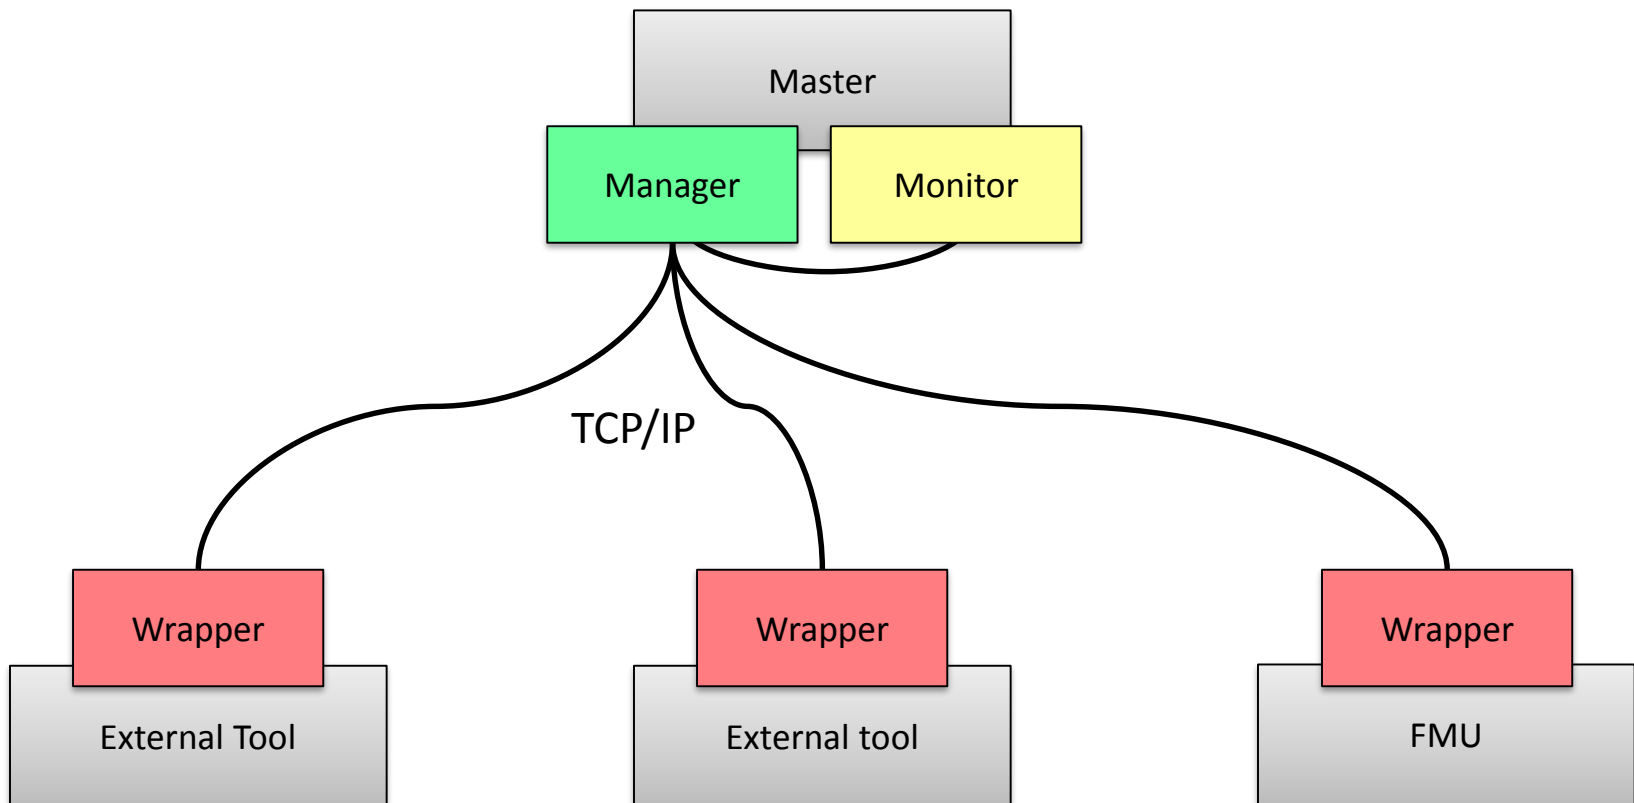 Master
Manager
Monitor
TCP/IP
Wrapper
Wrapper
Wrapper
External Tool
External tool
FMU